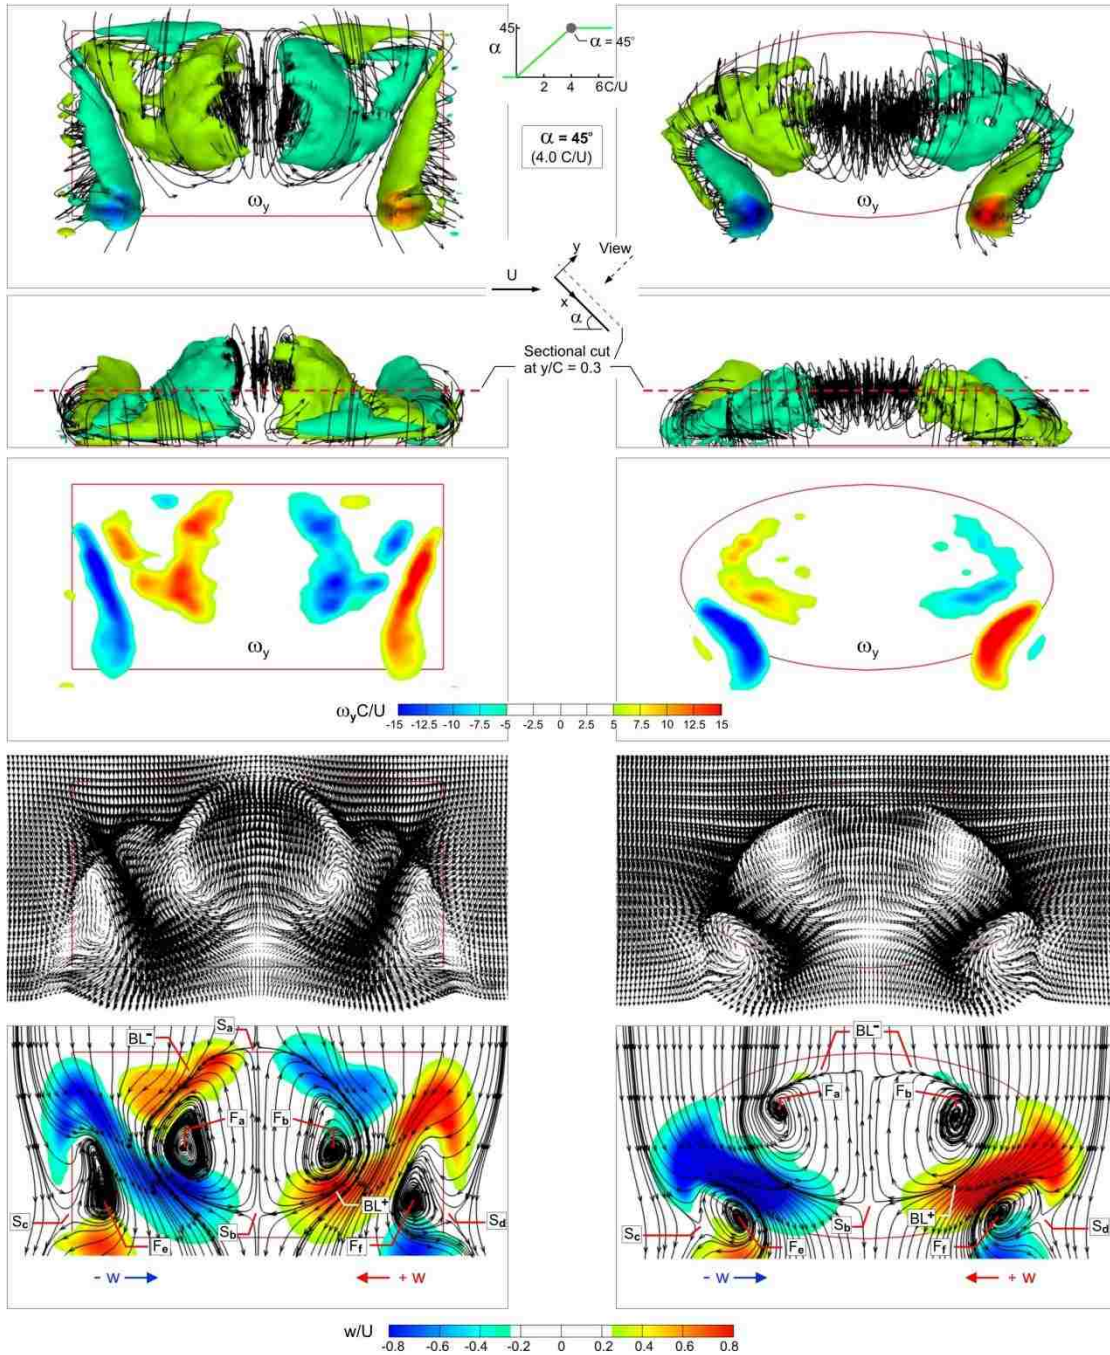 45
α
α = 45°
2 4 6 C/U
α = 45°
(4.0 C/U)
ω_y
ω_y
y
View
U
x
α
Sectional cut
at y/C = 0.3
ω_y
ω_y
ω_yC/U
-15 -12.5 -10 -7.5 -5 -2.5 0 2.5 5 7.5 10 12.5 15
S_a
BL⁻
BL⁻
F_a
F_b
F_a
F_b
S_c
S_b
BL⁺
S_d
S_c
S_b
BL⁺
S_d
F_e
F_f
F_e
F_f
- w
+ w
- w
+ w
w/U
-0.8 -0.6 -0.4 -0.2 0 0.2 0.4 0.6 0.8